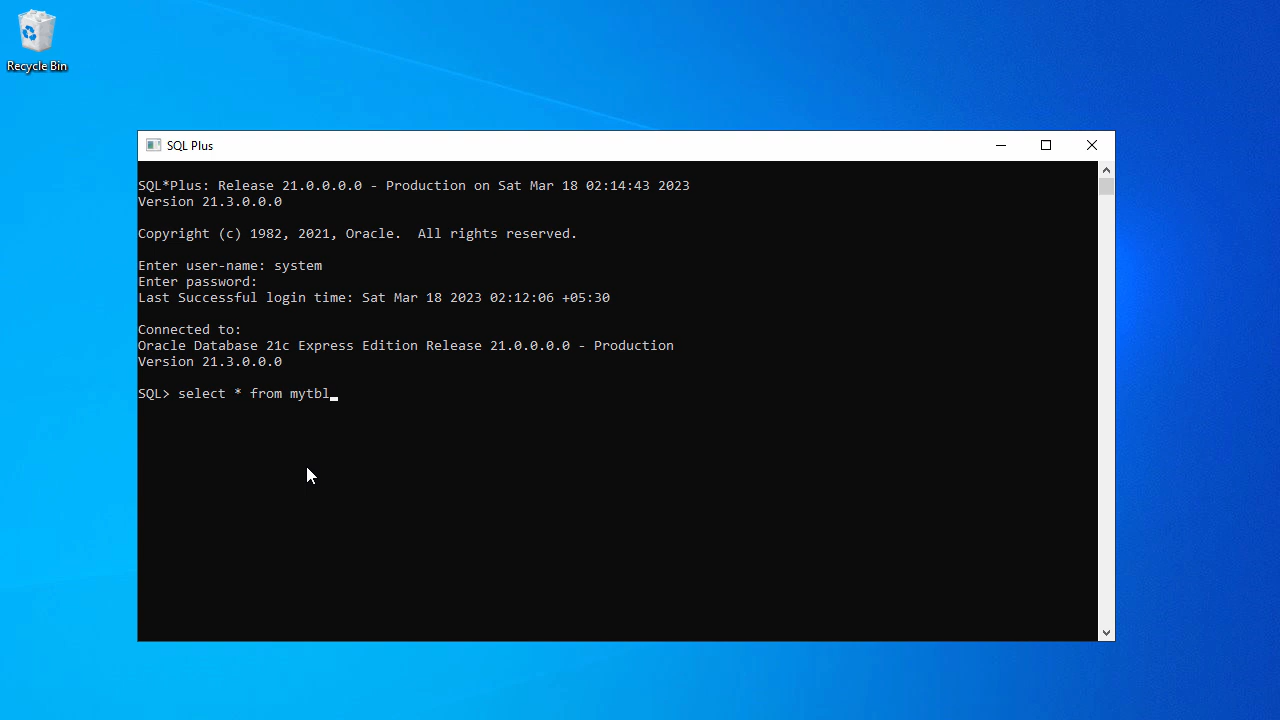 Recycle Bin
SQL Plus
SQL*Plus: Release 21.0.0.0.0 - Production on Sat Mar 18 02:14:43 2023
Version 21.3.0.0.0
Copyright (c) 1982, 2021, Oracle.  All rights reserved.
Enter user-name: system
Enter password:
Last Successful login time: Sat Mar 18 2023 02:12:06 +05:30
Connected to:
Oracle Database 21c Express Edition Release 21.0.0.0.0 - Production
Version 21.3.0.0.0
SQL> select * from mytbl